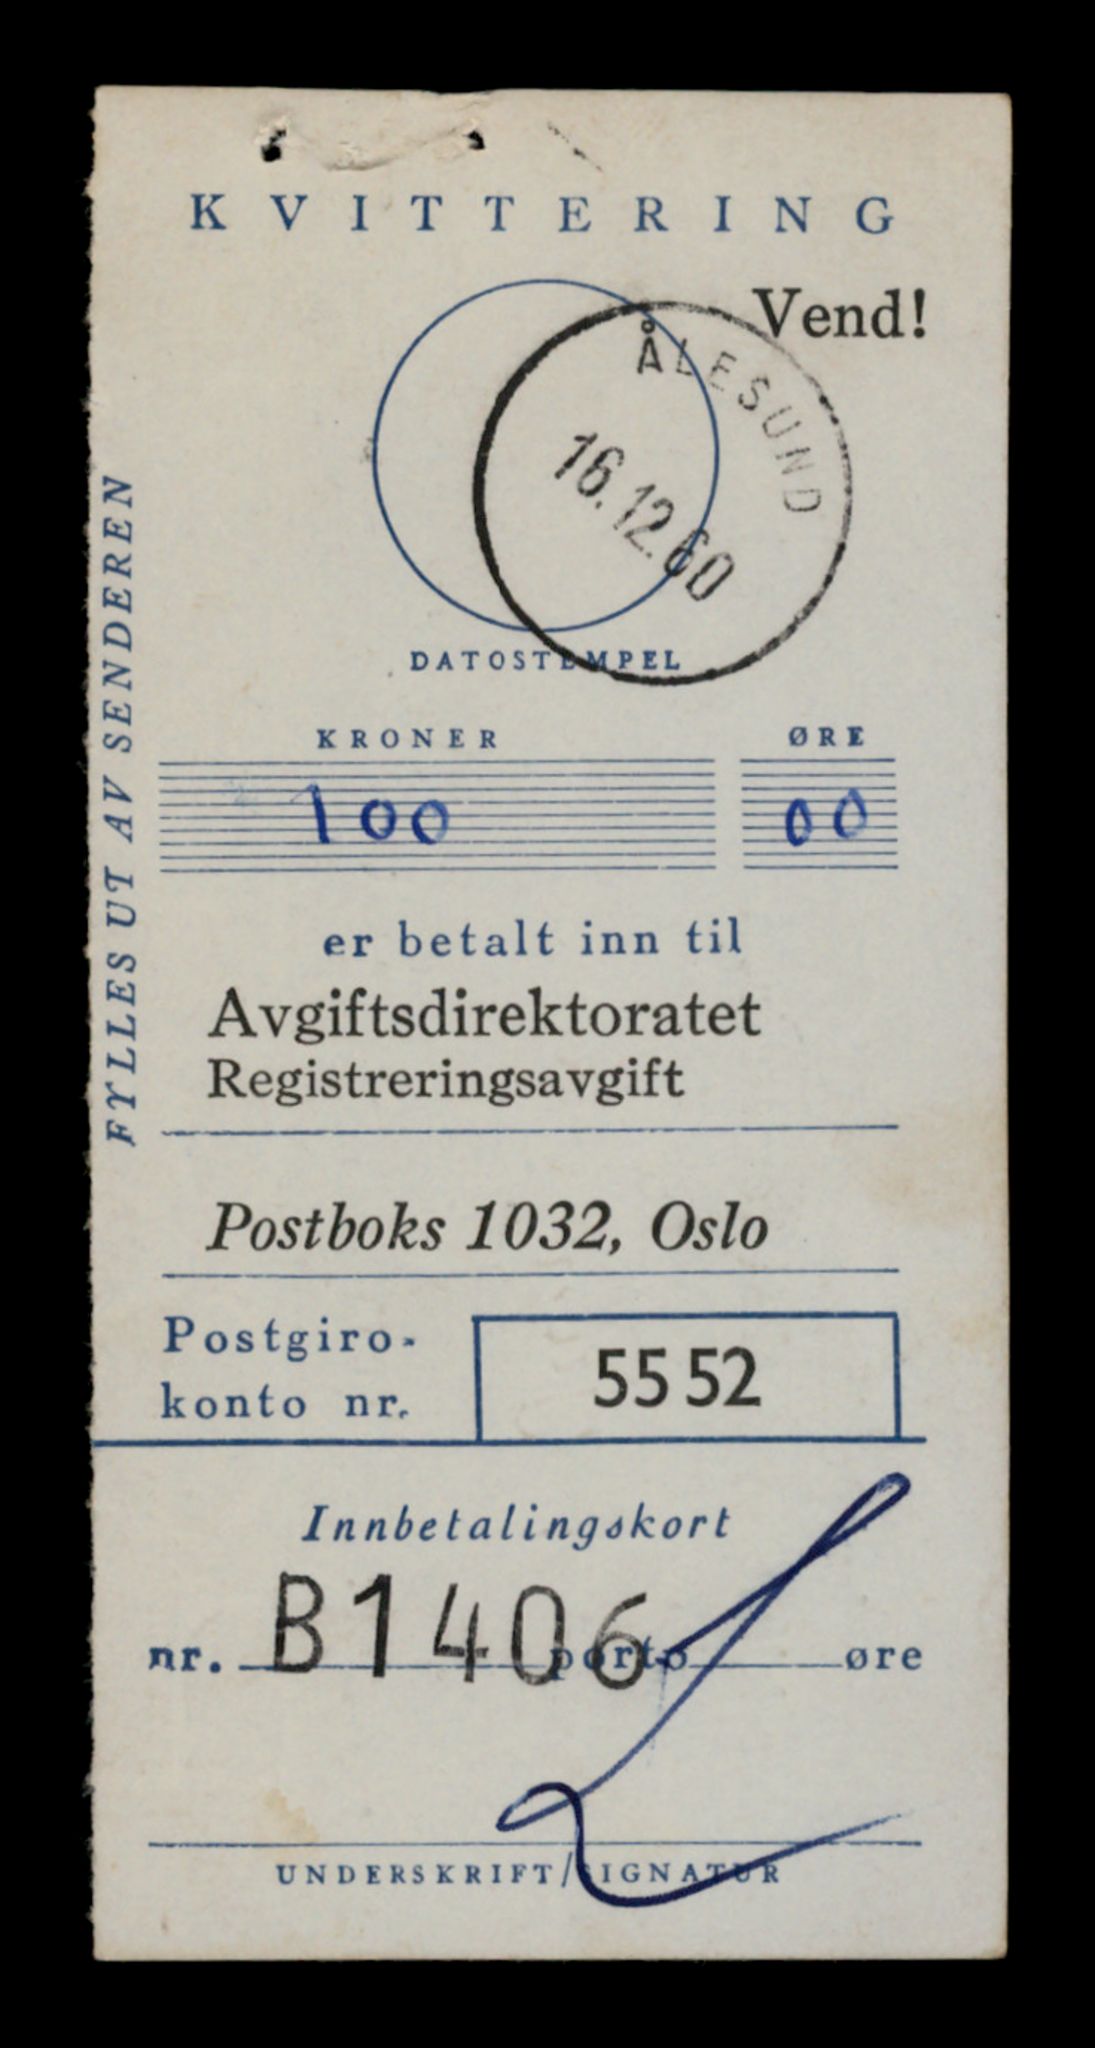 KVITTERING
Vend!
ÅLESUND
16.12.60
DATOSTEMPEL
FYLLES UT AV SENDEREN
KRONER ØRE
100 00
er betalt inn til
Avgiftsdirektoratet
Registreringsavgift
Postboks 1032, Oslo
Postgiro-
konto nr.
55 52
Innbetalingskort
nr. B1406 porto øre
UNDERSKRIFT/SIGNATUR